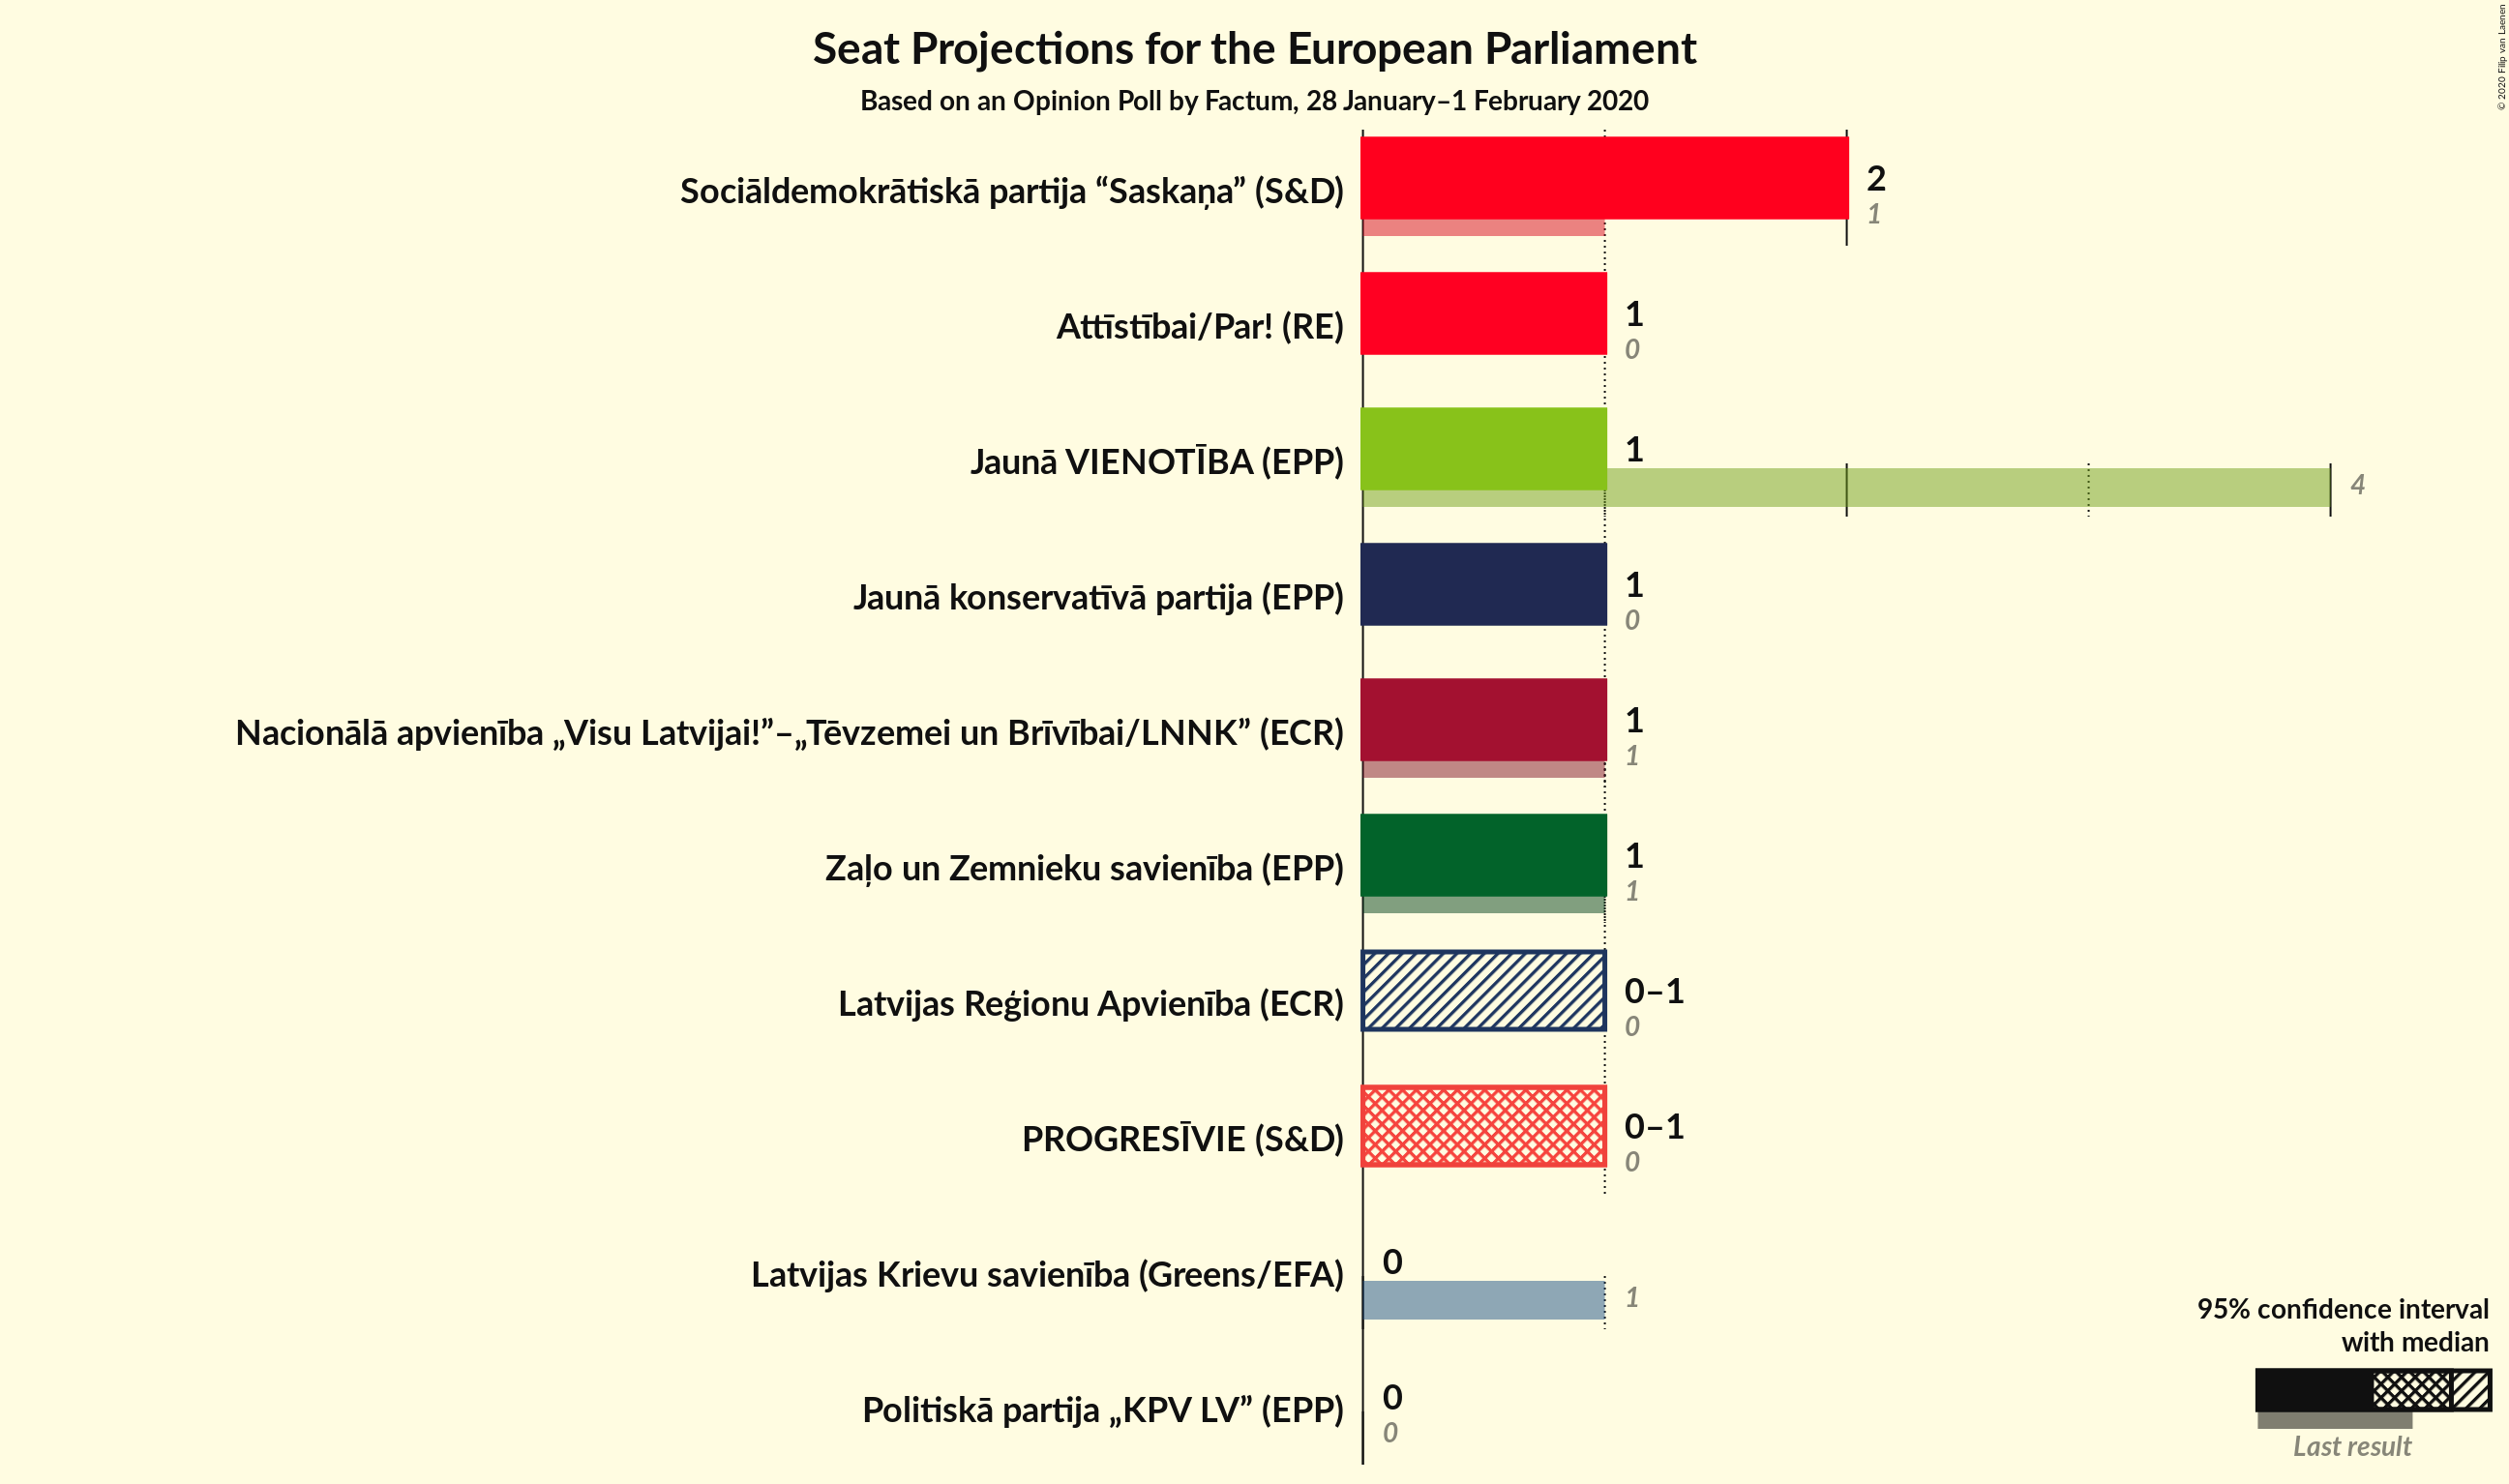 Seat Projections for the European Parliament
Based on an Opinion Poll by Factum, 28 January–1 February 2020
© 2020 Filip van Laenen
Sociāldemokrātiskā partija “Saskaņa” (S&D)
2
1
Attīstībai/Par! (RE)
1
0
Jaunā VIENOTĪBA (EPP)
1
4
Jaunā konservatīvā partija (EPP)
1
0
Nacionālā apvienība „Visu Latvijai!”–„Tēvzemei un Brīvībai/LNNK” (ECR)
1
1
Zaļo un Zemnieku savienība (EPP)
1
1
Latvijas Reģionu Apvienība (ECR)
0–1
0
PROGRESĪVIE (S&D)
0–1
0
Latvijas Krievu savienība (Greens/EFA)
0
1
Politiskā partija „KPV LV” (EPP)
0
0
95% confidence interval
with median
Last result